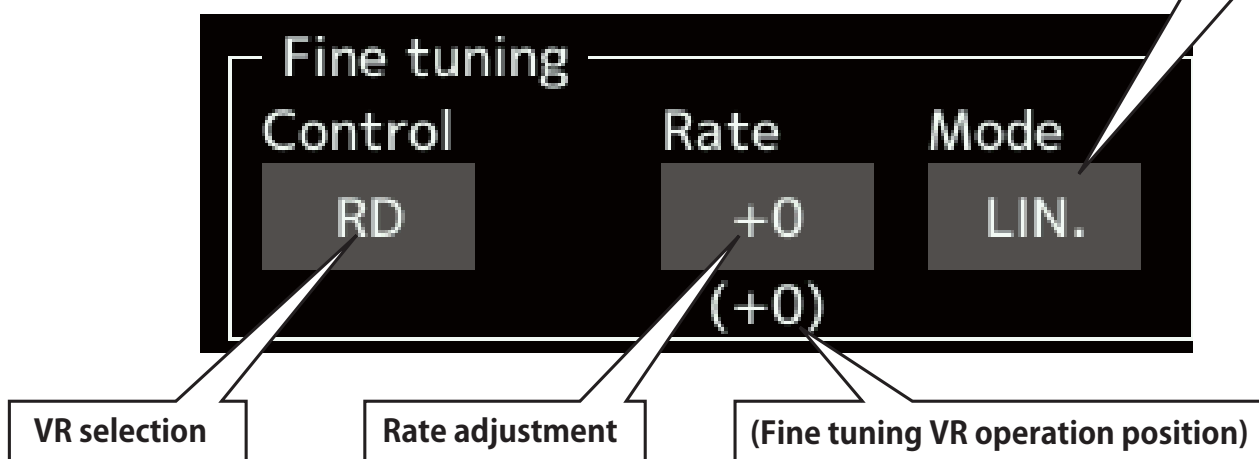 Fine tuning
Control Rate Mode
RD +0 LIN.
(+0)
VR selection Rate adjustment (Fine tuning VR operation position)